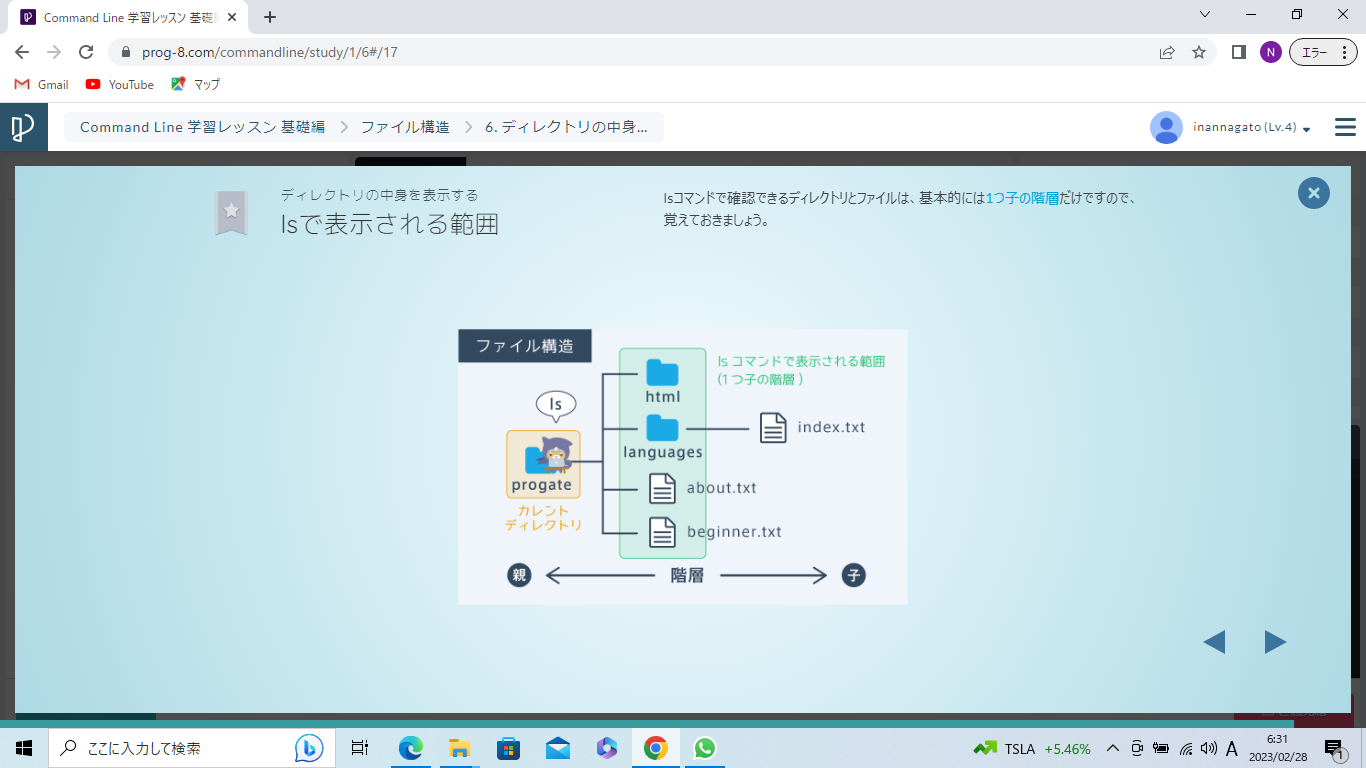 Command Line 学習レッスン 基礎
prog-8.com/commandline/study/1/6#/17
N
エラー
Gmail
YouTube
マップ
Command Line 学習レッスン 基礎編
ファイル構造
6. ディレクトリの中身...
inannagato (Lv.4)
ディレクトリの中身を表示する
lsで表示される範囲
lsコマンドで確認できるディレクトリとファイルは、基本的には1つ子の階層だけですので、
覚えておきましょう。
ファイル構造
ls コマンドで表示される範囲
(1 つ子の階層 )
html
ls
index.txt
languages
progate
about.txt
カレント
ディレクトリ
beginner.txt
親
階層
子
ここに入力して検索
TSLA +5.46%
A
6:31
2023/02/28
1